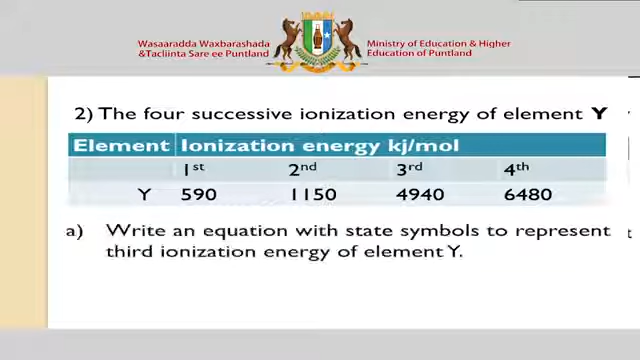 Wasaaradda Waxbarashada
&Tacliinta Sare ee Puntland
Ministry of Education & Higher
Education of Puntland
2) The four successive ionization energy of element Y
Element Ionization energy kj/mol
1st 2nd 3rd 4th
Y 590 1150 4940 6480
a) Write an equation with state symbols to represent
third ionization energy of element Y.